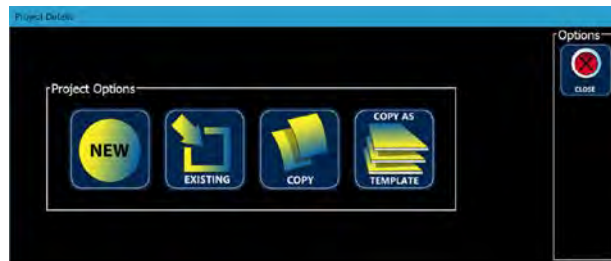 Project Details
Options
CLOSE
Project Options
NEW
EXISTING
COPY
COPY AS
TEMPLATE